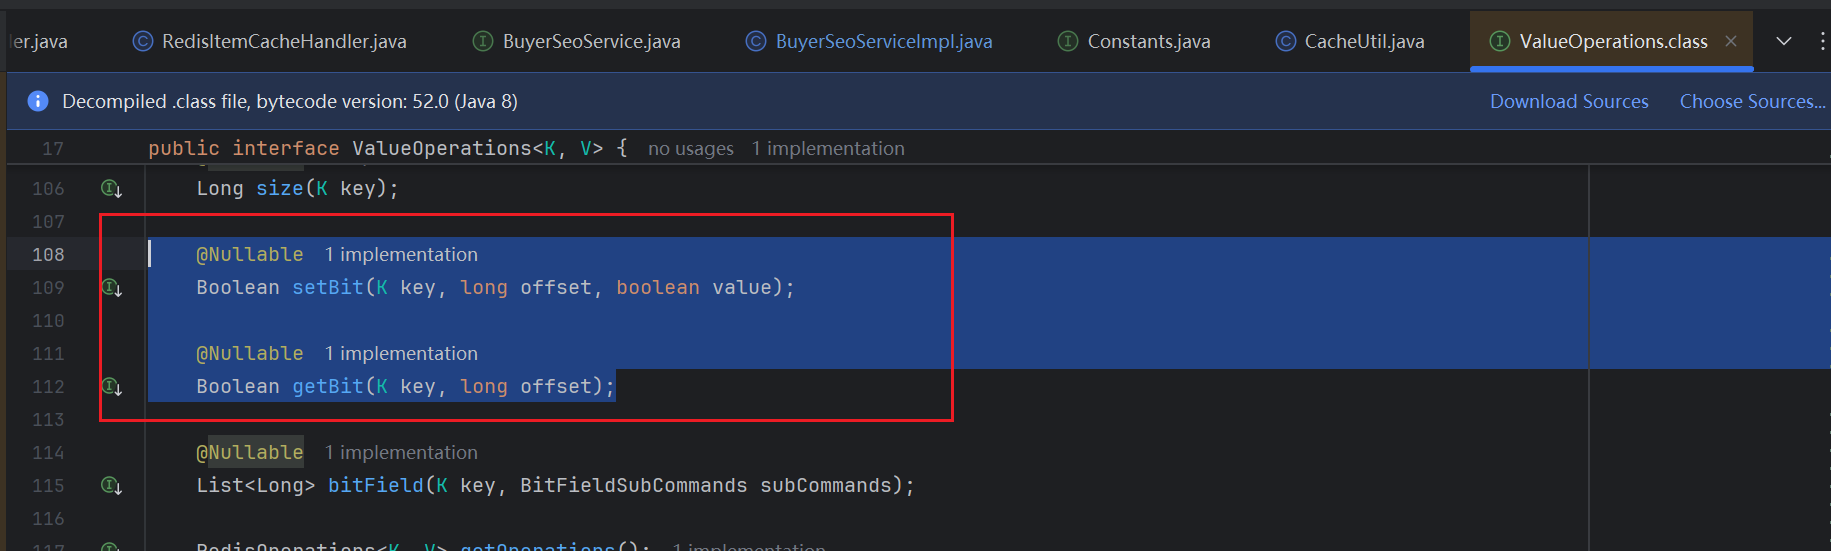 er.java RedisItemCacheHandler.java BuyerSeoService.java BuyerSeoServiceImpl.java Constants.java CacheUtil.java ValueOperations.class
Decompiled .class file, bytecode version: 52.0 (Java 8) Download Sources Choose Sources...
17 public interface ValueOperations<K, V> { no usages 1 implementation
106 Long size(K key);
107
108 @Nullable 1 implementation
109 Boolean setBit(K key, long offset, boolean value);
110
111 @Nullable 1 implementation
112 Boolean getBit(K key, long offset);
113
114 @Nullable 1 implementation
115 List<Long> bitField(K key, BitFieldSubCommands subCommands);
116
117 RedisOperations<K, V> getOperations(); 1 implementation